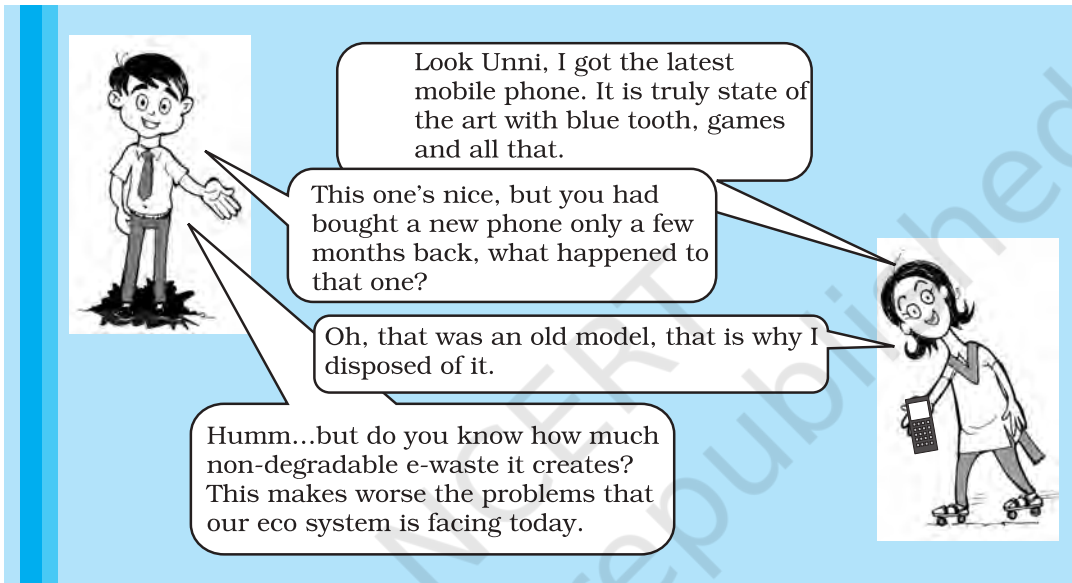 Look Unni, I got the latest
mobile phone. It is truly state of
the art with blue tooth, games
and all that.
This one's nice, but you had
bought a new phone only a few
months back, what happened to
that one?
Oh, that was an old model, that is why I
disposed of it.
Humm...but do you know how much
non-degradable e-waste it creates?
This makes worse the problems that
our eco system is facing today.
NCERT
republished